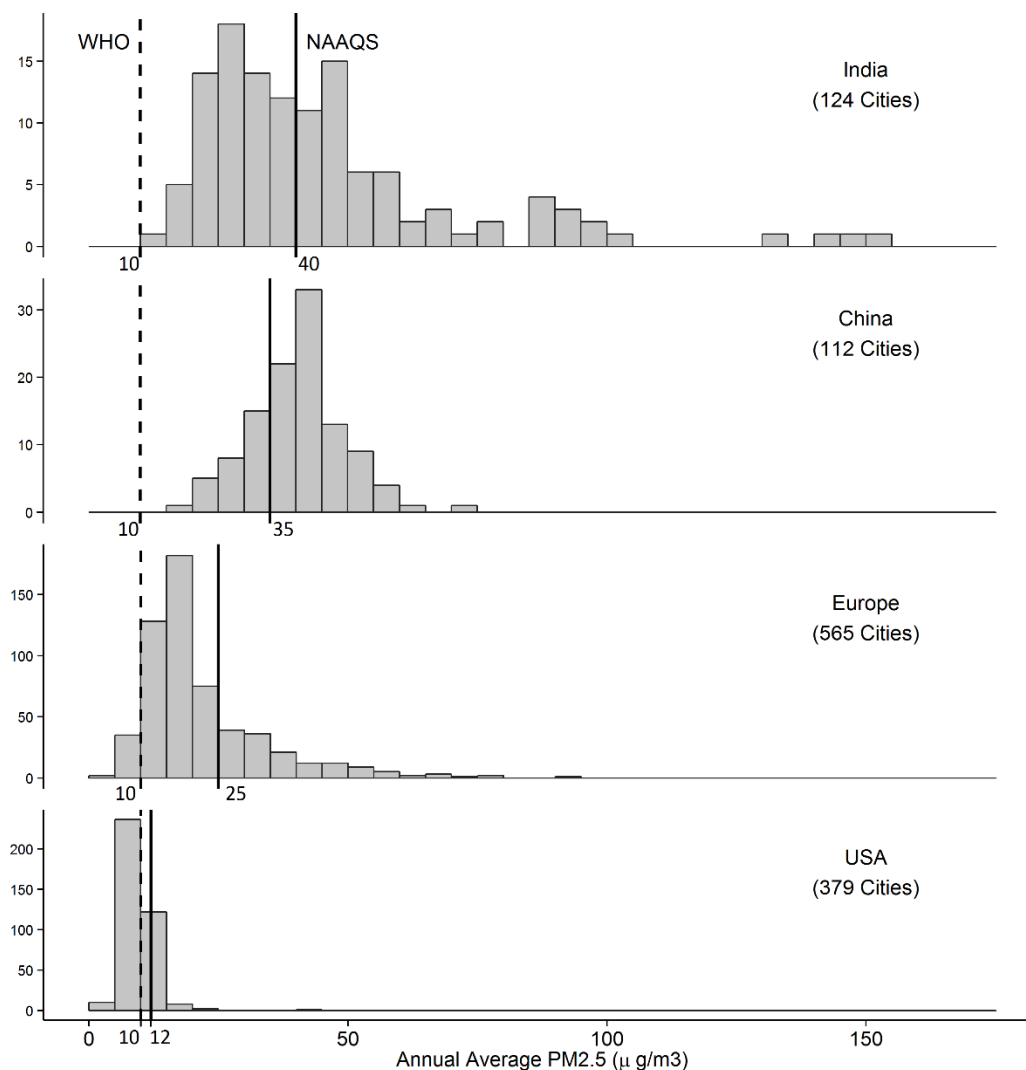 WHO
NAAQS
India
(124 Cities)
15
10
5
0
10
40
China
(112 Cities)
30
20
10
0
10
35
Europe
(565 Cities)
150
100
50
0
10
25
USA
(379 Cities)
200
150
100
50
0
0
10
12
50
100
150
Annual Average PM2.5 (μ g/m3)